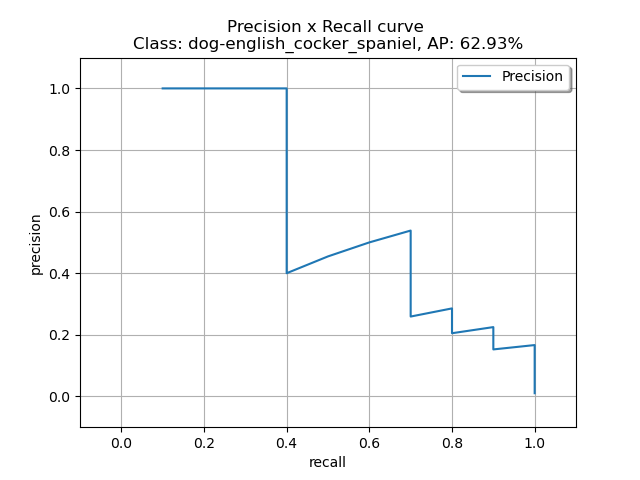 Precision x Recall curve
Class: dog-english_cocker_spaniel, AP: 62.93%
Precision
1.0
0.8
0.6
0.4
0.2
0.0
precision
0.0 0.2 0.4 0.6 0.8 1.0
recall